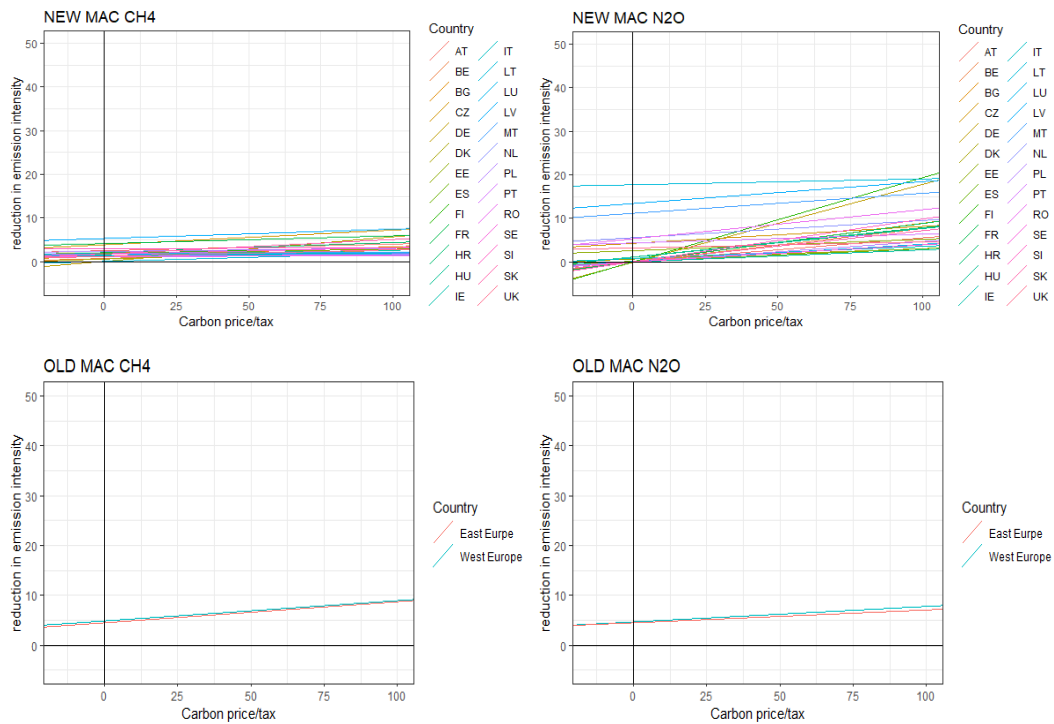 NEW MAC CH4
reduction in emission intensity
50
40
30
20
10
0
0 25 50 75 100
Carbon price/tax
Country
AT IT
BE LT
BG LU
CZ LV
DE MT
DK NL
EE PL
ES PT
FI RO
FR SE
HR SI
HU SK
IE UK
NEW MAC N2O
reduction in emission intensity
50
40
30
20
10
0
0 25 50 75 100
Carbon price/tax
Country
AT IT
BE LT
BG LU
CZ LV
DE MT
DK NL
EE PL
ES PT
FI RO
FR SE
HR SI
HU SK
IE UK
OLD MAC CH4
reduction in emission intensity
50
40
30
20
10
0
0 25 50 75 100
Carbon price/tax
Country
East Eurpe
West Europe
OLD MAC N2O
reduction in emission intensity
50
40
30
20
10
0
0 25 50 75 100
Carbon price/tax
Country
East Eurpe
West Europe